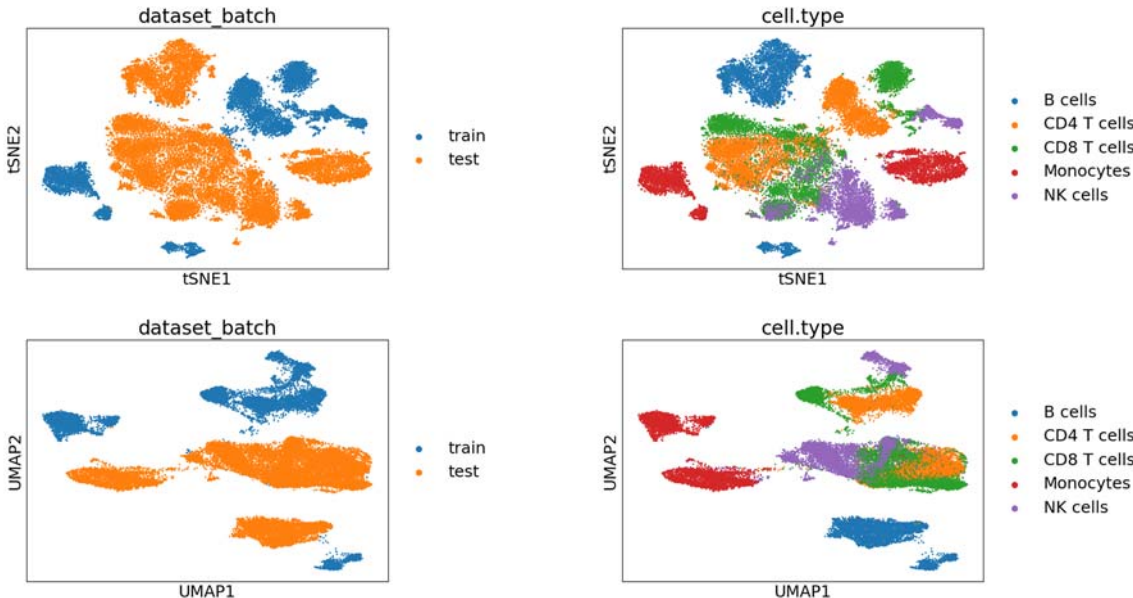 dataset_batch
tSNE2
tSNE1
train
test
cell.type
tSNE2
tSNE1
B cells
CD4 T cells
CD8 T cells
Monocytes
NK cells
dataset_batch
UMAP2
UMAP1
train
test
cell.type
UMAP2
UMAP1
B cells
CD4 T cells
CD8 T cells
Monocytes
NK cells